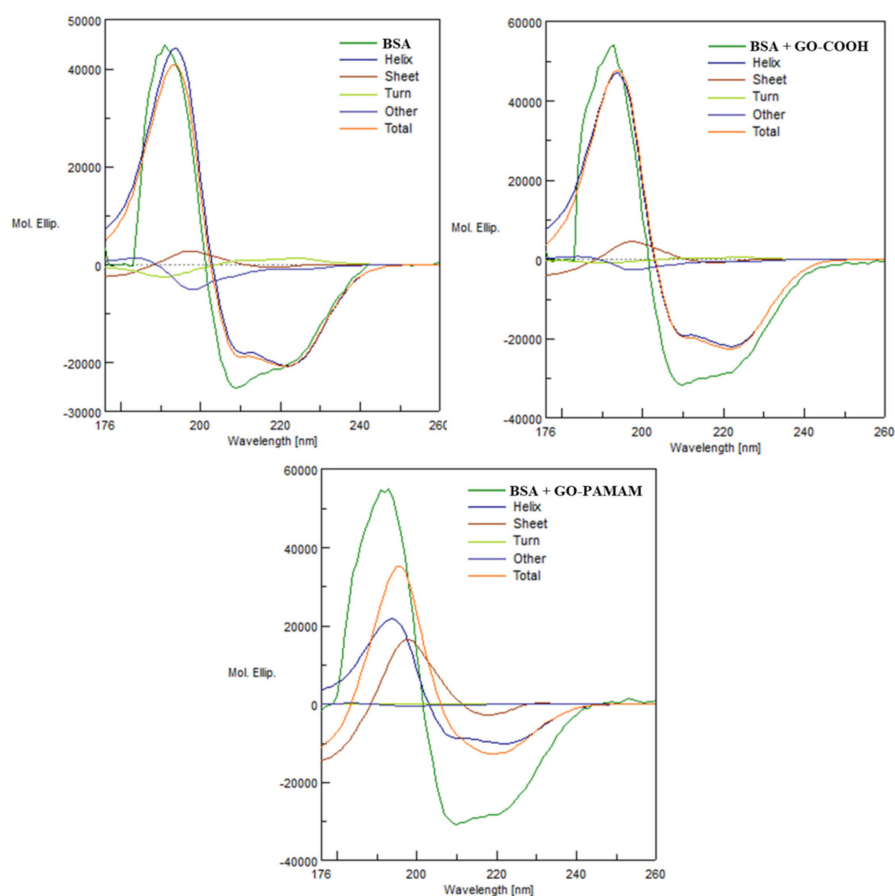 50000
40000
20000
Mol. Ellip.
0
-20000
-30000
176
200
220
240
260
Wavelength [nm]
BSA
Helix
Sheet
Turn
Other
Total
60000
40000
20000
Mol. Ellip.
0
-20000
-40000
176
200
220
240
260
Wavelength [nm]
BSA + GO-COOH
Helix
Sheet
Turn
Other
Total
60000
40000
20000
Mol. Ellip.
0
-20000
-40000
176
200
220
240
260
Wavelength [nm]
BSA + GO-PAMAM
Helix
Sheet
Turn
Other
Total